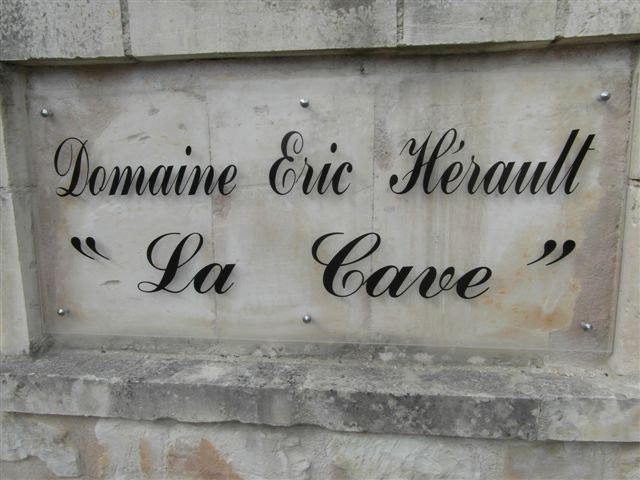 Domaine Eric Hérault
" La Cave "